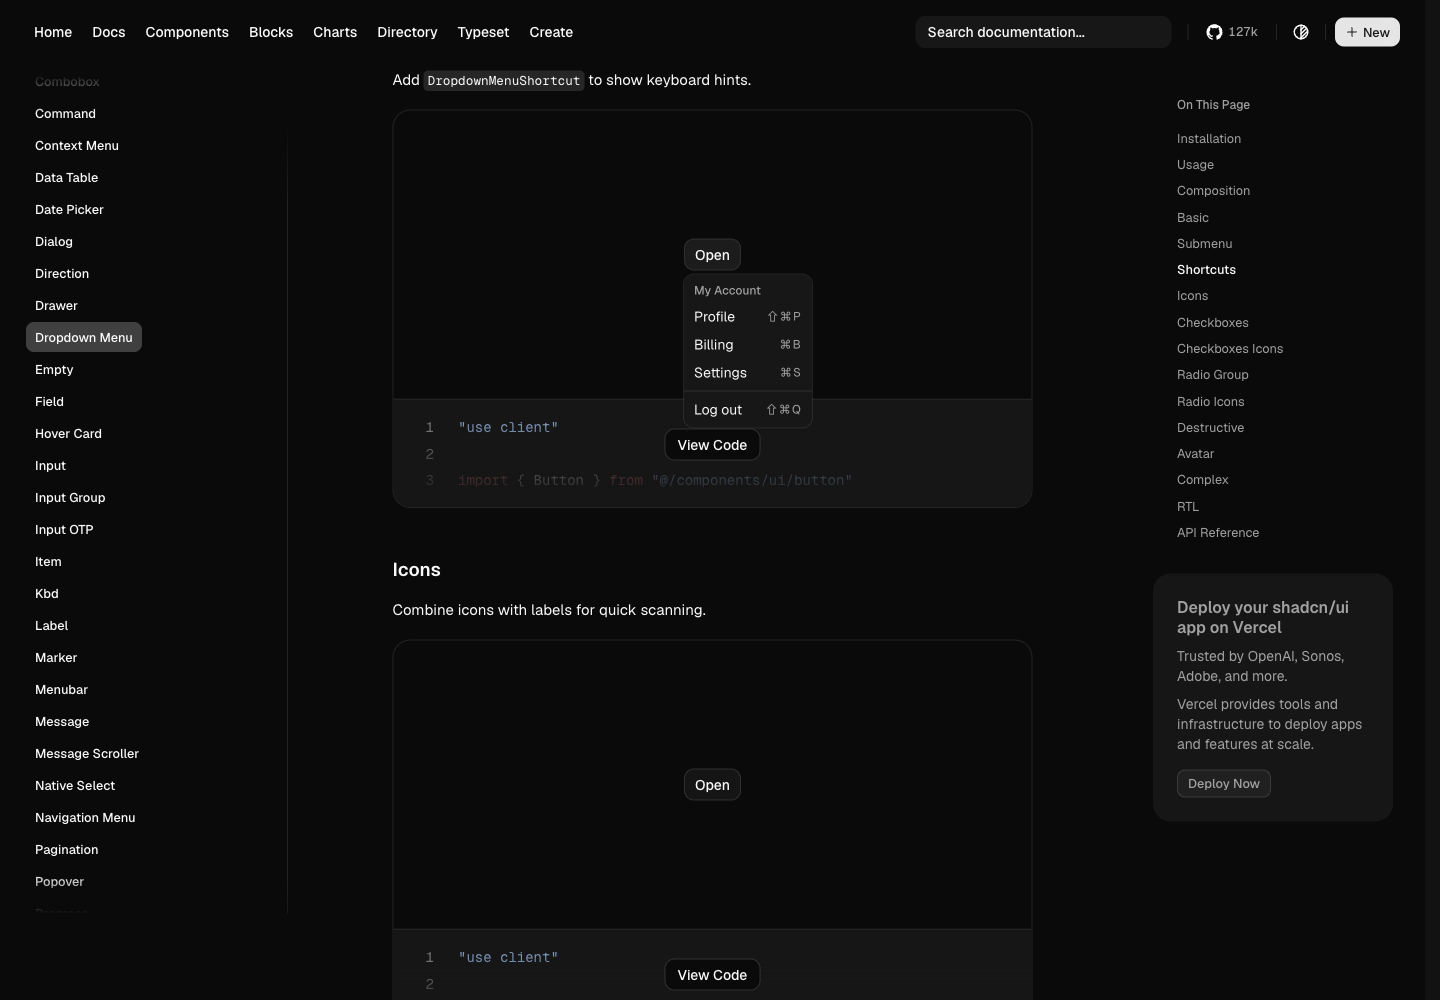 Home Docs Components Blocks Charts Directory Typeset Create
Search documentation...
127k
New
Combobox
Command
Context Menu
Data Table
Date Picker
Dialog
Direction
Drawer
Dropdown Menu
Empty
Field
Hover Card
Input
Input Group
Input OTP
Item
Kbd
Label
Marker
Menubar
Message
Message Scroller
Native Select
Navigation Menu
Pagination
Popover
Add DropdownMenuShortcut to show keyboard hints.
Open
My Account
Profile ⇧⌘P
Billing ⌘B
Settings ⌘S
Log out ⇧⌘Q
1 "use client"
2
View Code
3 import { Button } from "@/components/ui/button"
Icons
Combine icons with labels for quick scanning.
Open
1 "use client"
View Code
2
On This Page
Installation
Usage
Composition
Basic
Submenu
Shortcuts
Icons
Checkboxes
Checkboxes Icons
Radio Group
Radio Icons
Destructive
Avatar
Complex
RTL
API Reference
Deploy your shadcn/ui
app on Vercel
Trusted by OpenAI, Sonos,
Adobe, and more.
Vercel provides tools and
infrastructure to deploy apps
and features at scale.
Deploy Now